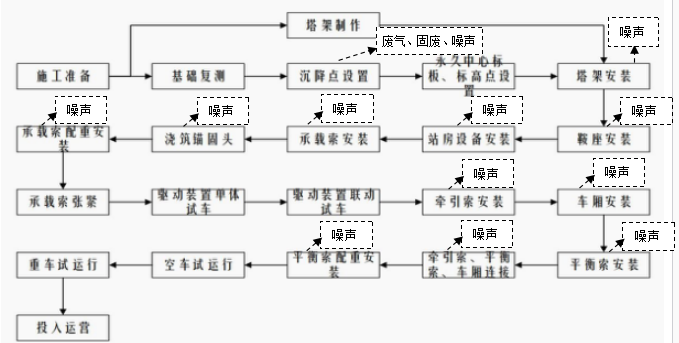 塔架制作
噪声
废气、固废、噪声
施工准备
基础复测
沉降点设置
永久中心标
板、标高点设
置
塔架安装
噪声
噪声
噪声
噪声
噪声
承载索配重安
装
浇筑锚固头
承载索安装
站房设备安装
鞍座安装
噪声
噪声
承载索张紧
驱动装置单体
试车
驱动装置联动
试车
牵引索安装
车厢安装
噪声
噪声
噪声
重车试运行
空车试运行
平衡索配重安
装
牵引索、平衡
索、车厢连接
平衡索安装
投入运营